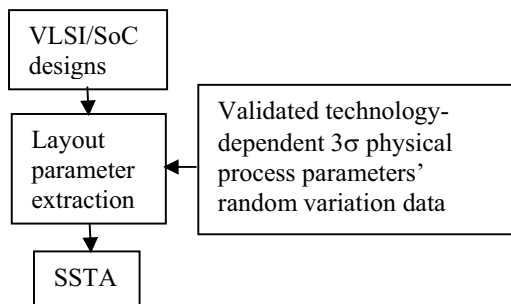 VLSI/SoC
designs
Layout
parameter
extraction
Validated technology-
dependent 3σ physical
process parameters’
random variation data
SSTA